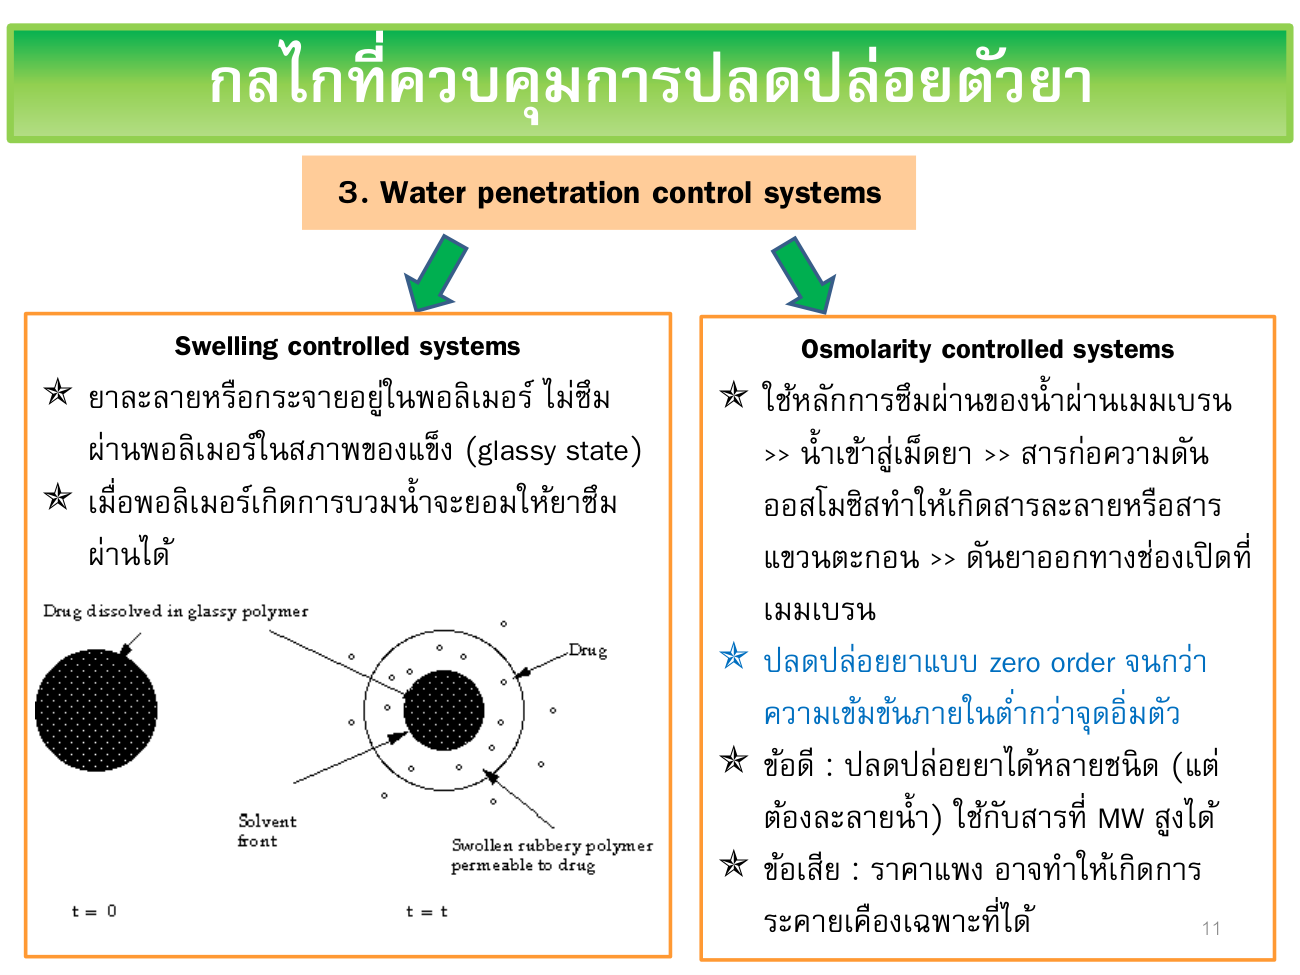 กลไกที่ควบคุมการปลดปล่อยตัวยา
3. Water penetration control systems
Swelling controlled systems
ยาละลายหรือกระจายอยู่ในพอลิเมอร์ ไม่ซึม
ผ่านพอลิเมอร์ในสภาพของแข็ง (glassy state)
เมื่อพอลิเมอร์เกิดการบวมน้ำจะยอมให้ยาซึม
ผ่านได้
Drug dissolved in glassy polymer
Drug
Solvent
front
Swollen rubbery polymer
permeable to drug
t = 0
t = t
Osmolarity controlled systems
ใช้หลักการซึมผ่านของน้ำผ่านเมมเบรน
>> น้ำเข้าสู่เม็ดยา >> สารก่อความดัน
ออสโมซิสทำให้เกิดสารละลายหรือสาร
แขวนตะกอน >> ดันยาออกทางช่องเปิดที่
เมมเบรน
ปลดปล่อยยาแบบ zero order จนกว่า
ความเข้มข้นภายในต่ำกว่าจุดอิ่มตัว
ข้อดี : ปลดปล่อยยาได้หลายชนิด (แต่
ต้องละลายน้ำ) ใช้กับสารที่ MW สูงได้
ข้อเสีย : ราคาแพง อาจทำให้เกิดการ
ระคายเคืองเฉพาะที่ได้
11